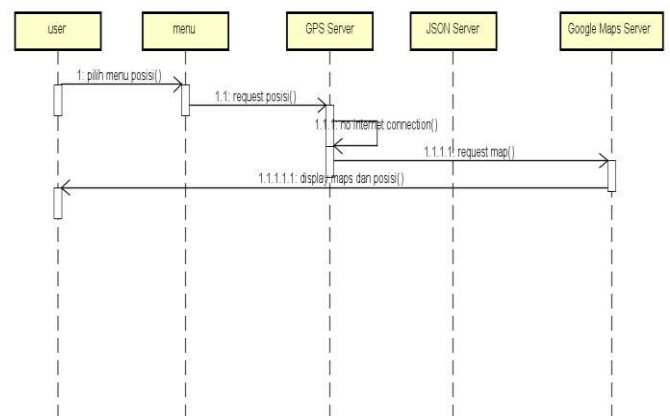 user
menu
GPS Server
JSON Server
Google Maps Server
1: pilih menu posisi()
1.1: request posisi()
1.1.1: no internet connection()
1.1.1.1: request map()
1.1.1.1.1: display maps dan posisi()